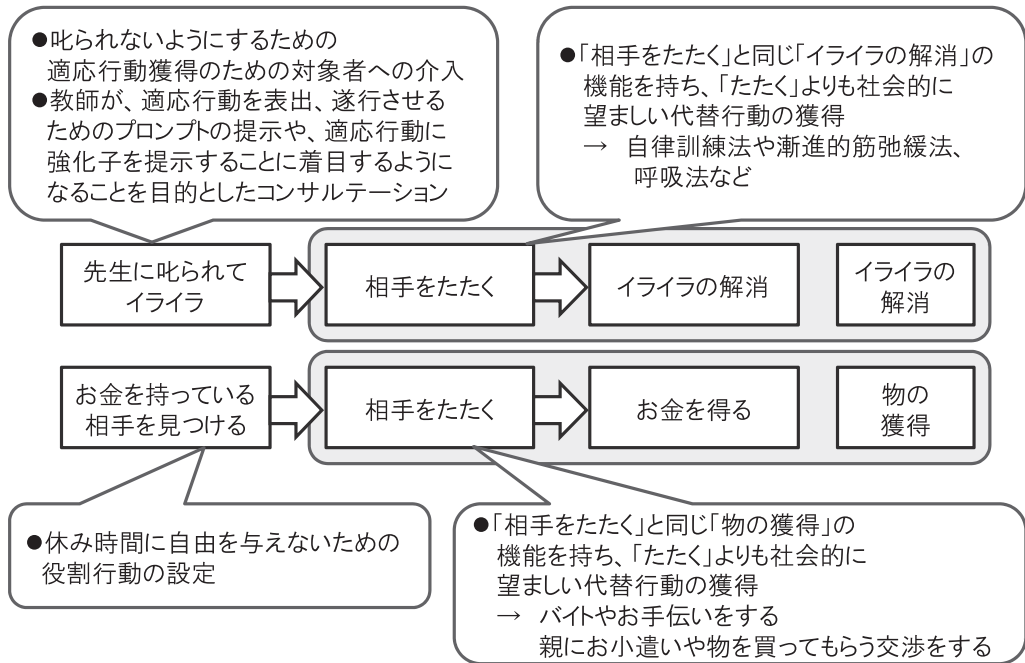 ●叱られないようにするための
適応行動獲得のための対象者への介入
●教師が、適応行動を表出、遂行させる
ためのプロンプトの提示や、適応行動に
強化子を提示することに着目するように
なることを目的としたコンサルテーション
●「相手をたたく」と同じ「イライラの解消」の
機能を持ち、「たたく」よりも社会的に
望ましい代替行動の獲得
→ 自律訓練法や漸進的筋弛緩法、
呼吸法など
先生に叱られて
イライラ
相手をたたく
イライラの解消
イライラの
解消
お金を持っている
相手を見つける
相手をたたく
お金を得る
物の
獲得
●休み時間に自由を与えないための
役割行動の設定
●「相手をたたく」と同じ「物の獲得」の
機能を持ち、「たたく」よりも社会的に
望ましい代替行動の獲得
→ バイトやお手伝いをする
親にお小遣いや物を買ってもらう交渉をする